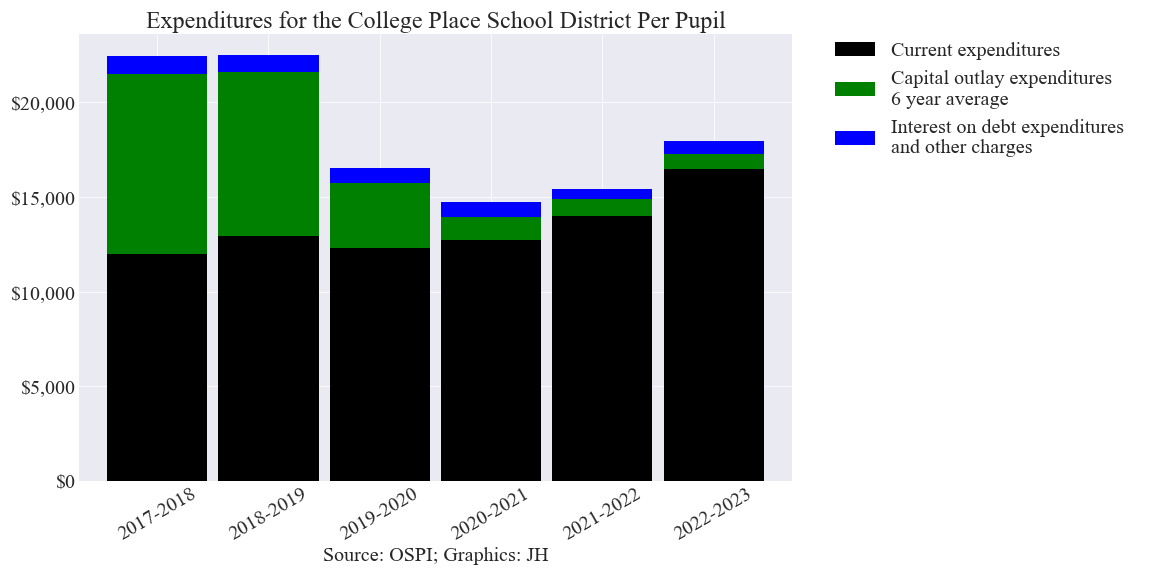 Expenditures for the College Place School District Per Pupil
Current expenditures
Capital outlay expenditures
6 year average
Interest on debt expenditures
and other charges
$20,000
$15,000
$10,000
$5,000
$0
2017-2018
2018-2019
2019-2020
2020-2021
2021-2022
2022-2023
Source: OSPI; Graphics: JH